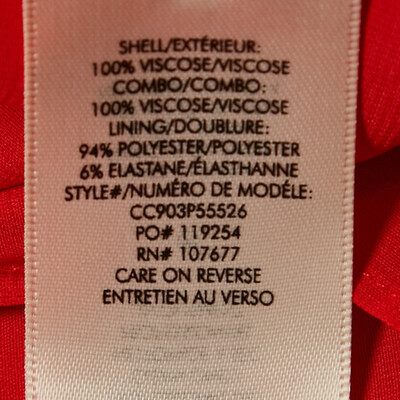 SHELL/EXTÉRIEUR:
100% VISCOSE/VISCOSE
COMBO/COMBO:
100% VISCOSE/VISCOSE
LINING/DOUBLURE:
94% POLYESTER/POLYESTER
6% ELASTANE/ÉLASTHANNE
STYLE#/NUMÉRO DE MODÉLE:
CC903P55526
PO# 119254
RN# 107677
CARE ON REVERSE
ENTRETIEN AU VERSO